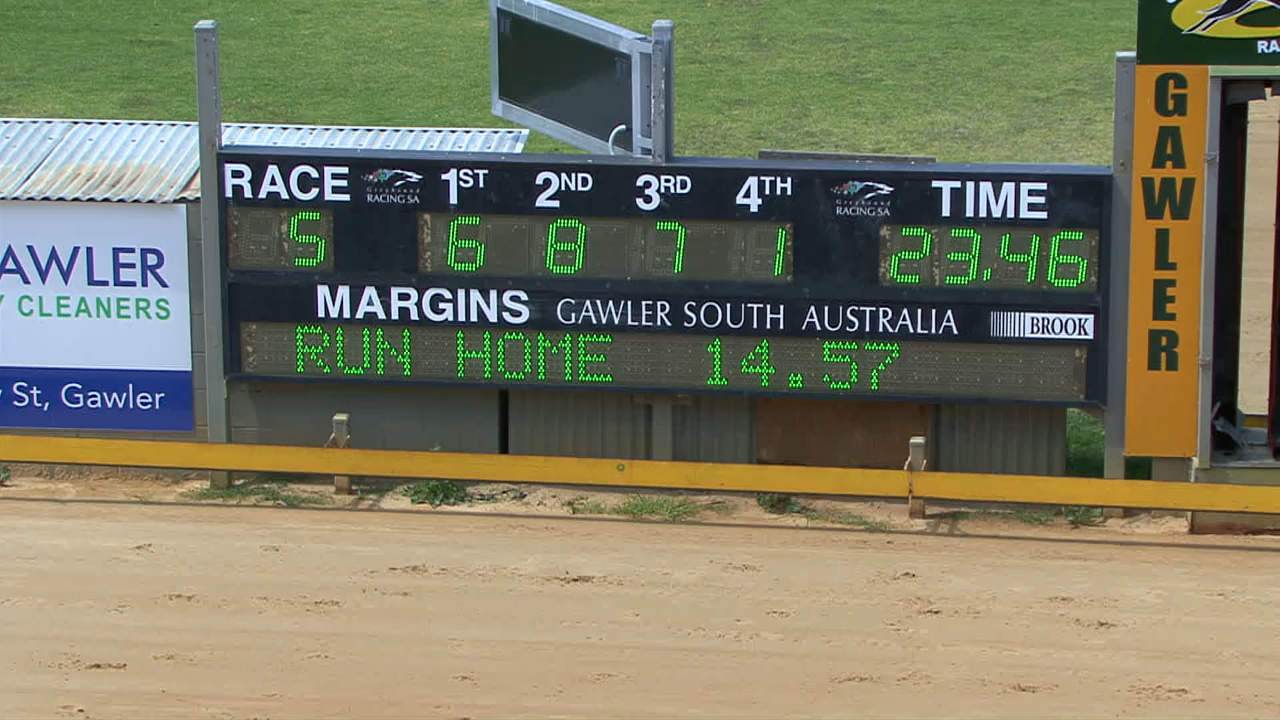 RA
GAWLER
RACE
Greyhound
RACING SA
1ST 2ND 3RD 4TH
Greyhound
RACING SA
TIME
5 6 8 7 1 23.46
MARGINS GAWLER SOUTH AUSTRALIA BROOK
RUN HOME 14.57
AWLER
Y CLEANERS
St, Gawler